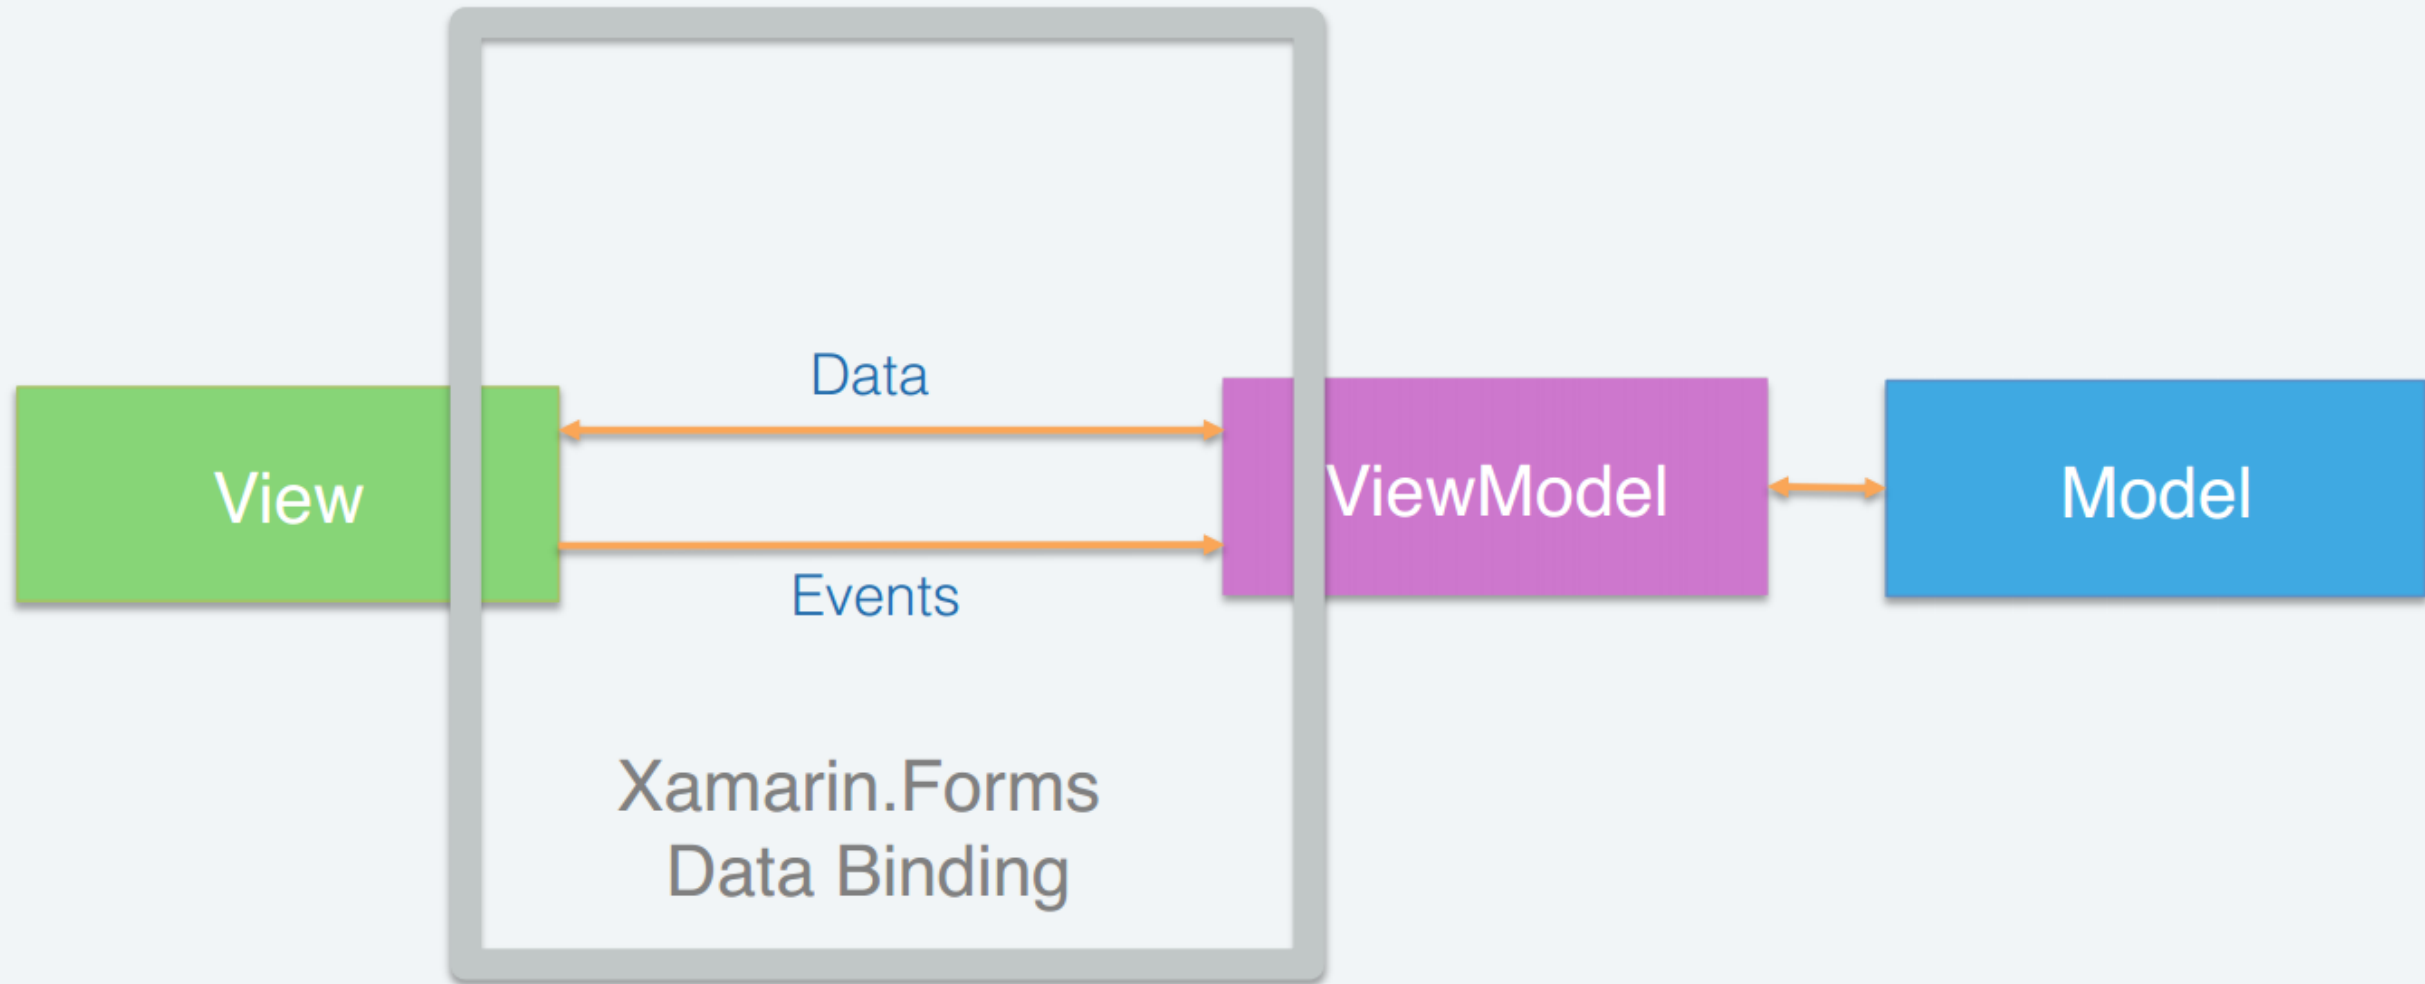 Data
View
ViewModel
Model
Events
Xamarin.Forms
Data Binding